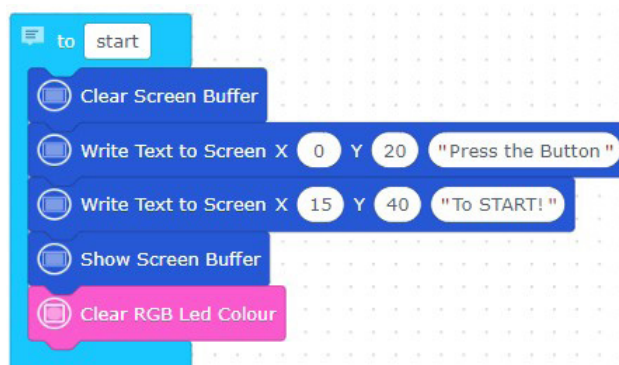 to start
Clear Screen Buffer
Write Text to Screen X 0 Y 20 "Press the Button"
Write Text to Screen X 15 Y 40 "To START!"
Show Screen Buffer
Clear RGB Led Colour